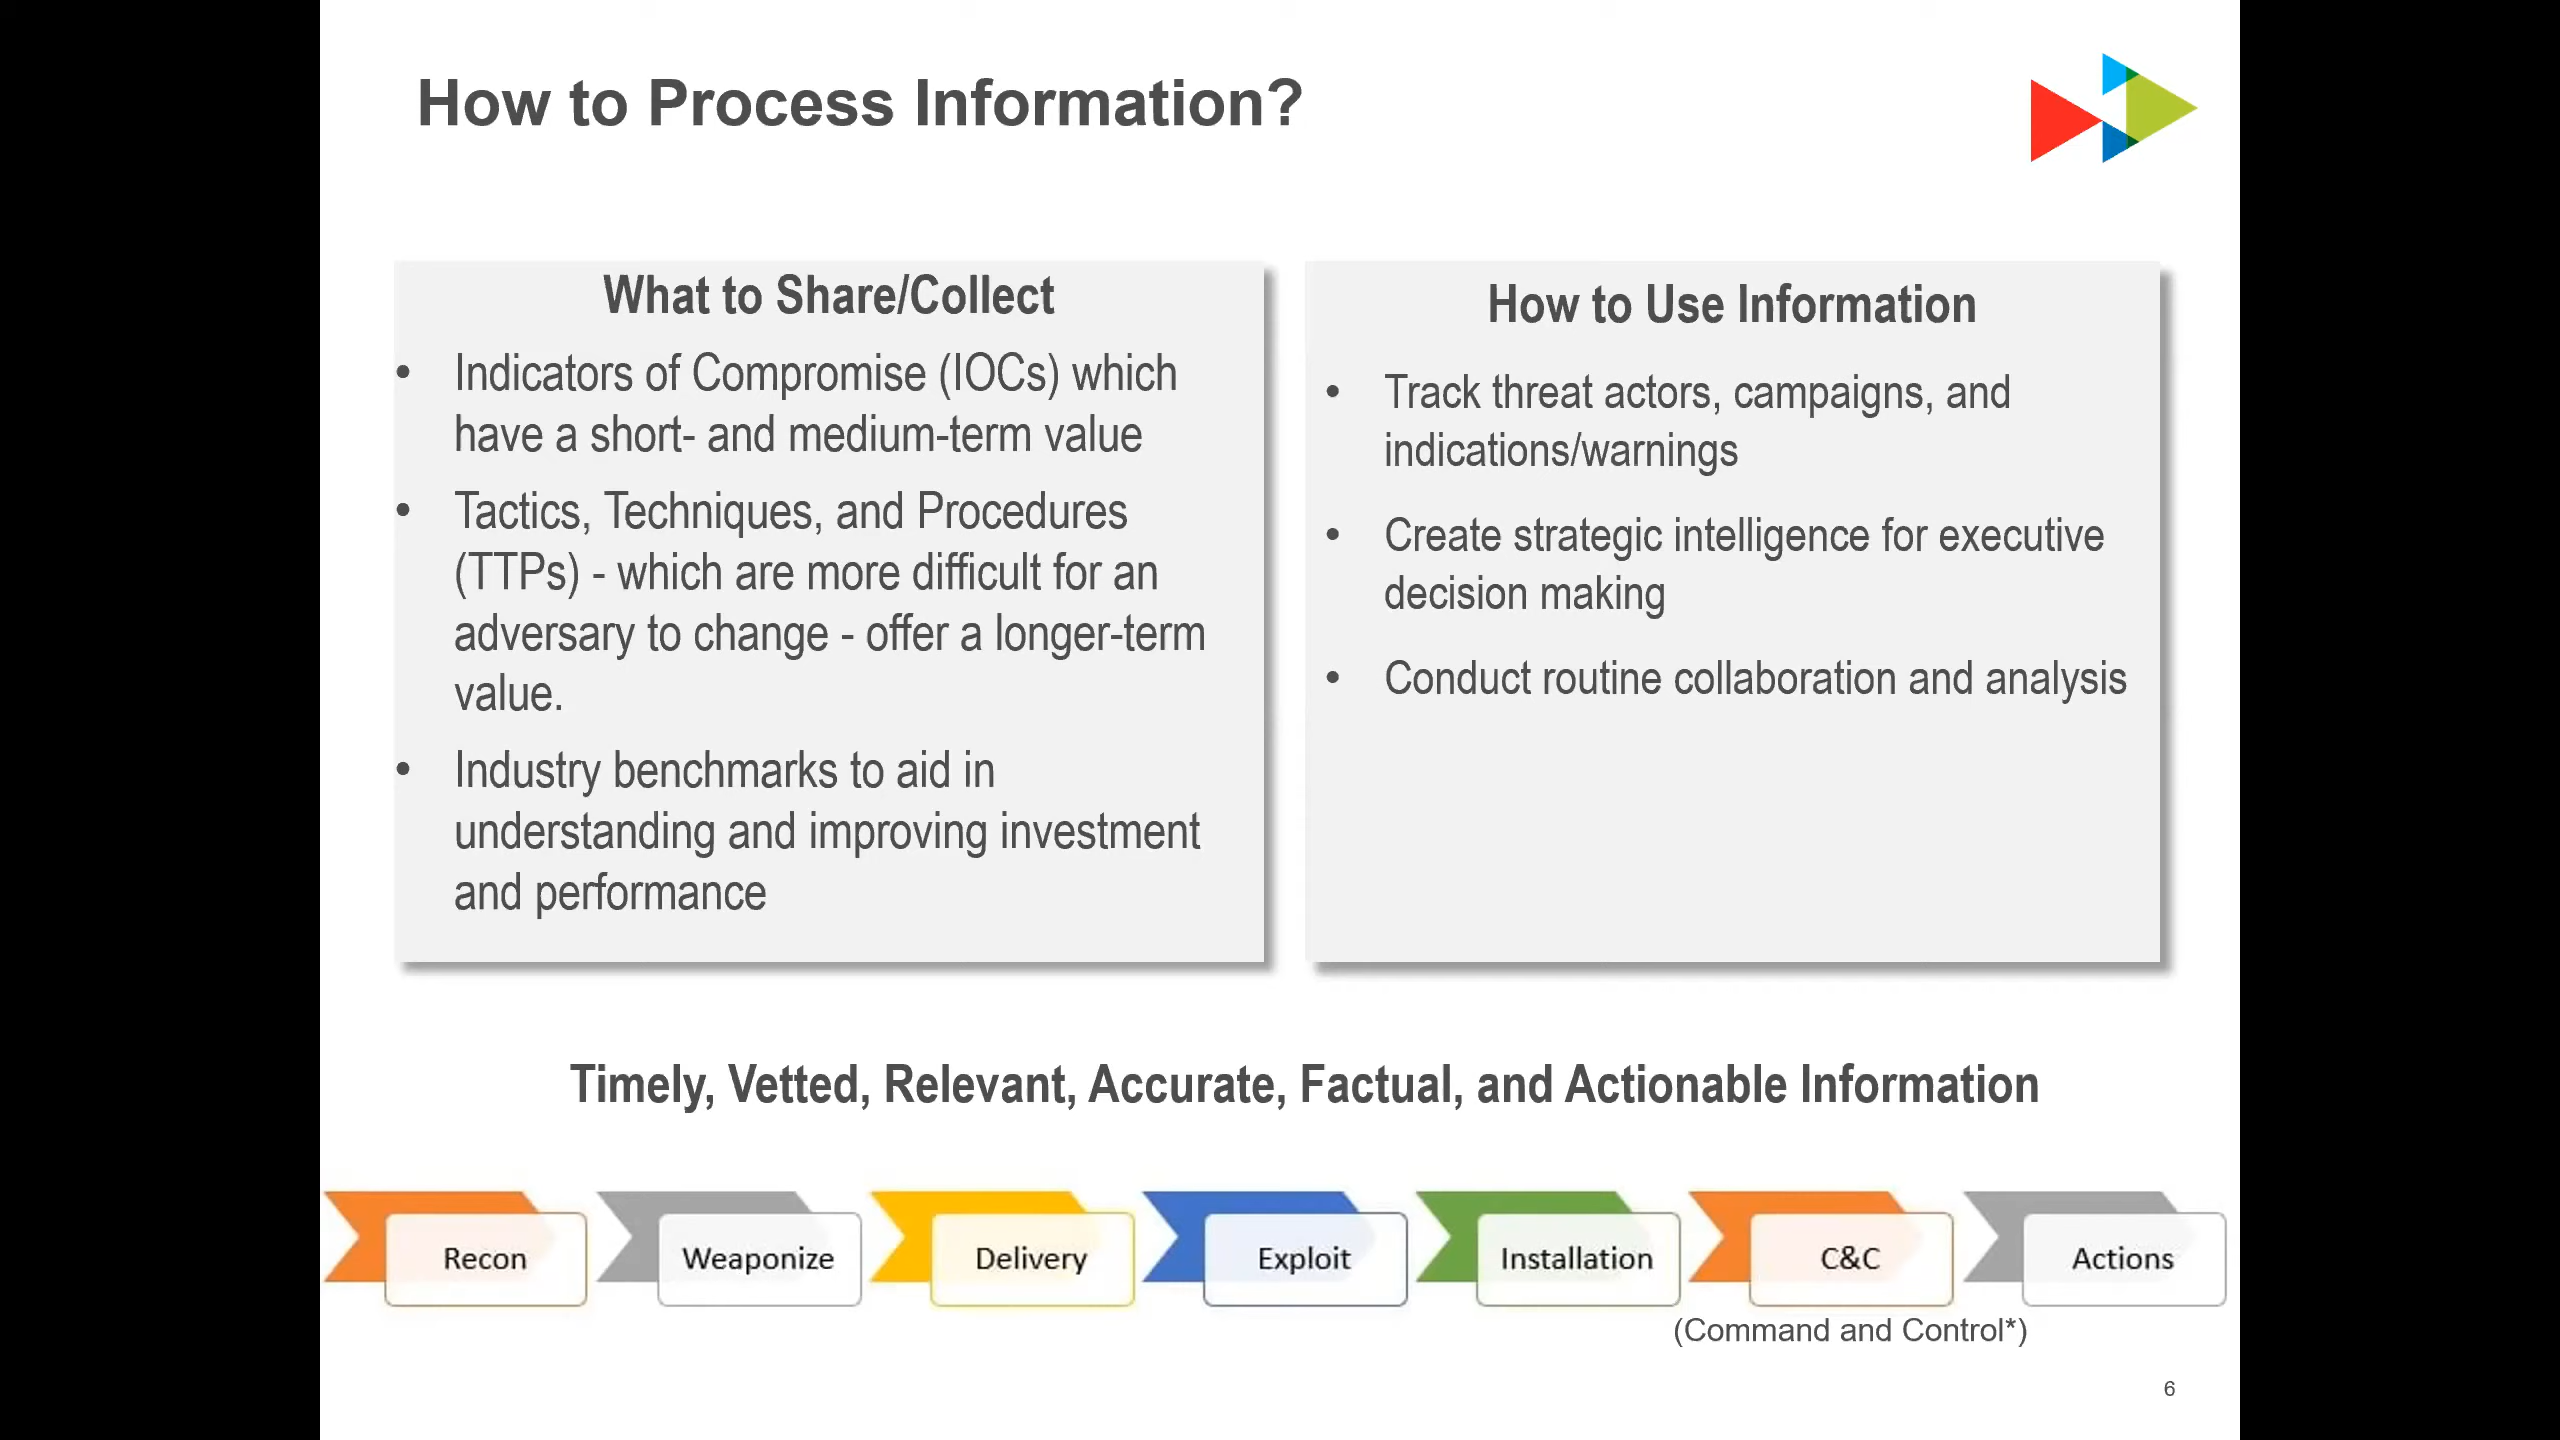 How to Process Information?
What to Share/Collect
• Indicators of Compromise (IOCs) which
have a short- and medium-term value
• Tactics, Techniques, and Procedures
(TTPs) - which are more difficult for an
adversary to change - offer a longer-term
value.
• Industry benchmarks to aid in
understanding and improving investment
and performance
How to Use Information
• Track threat actors, campaigns, and
indications/warnings
• Create strategic intelligence for executive
decision making
• Conduct routine collaboration and analysis
Timely, Vetted, Relevant, Accurate, Factual, and Actionable Information
Recon
Weaponize
Delivery
Exploit
Installation
C&C
Actions
(Command and Control*)
6